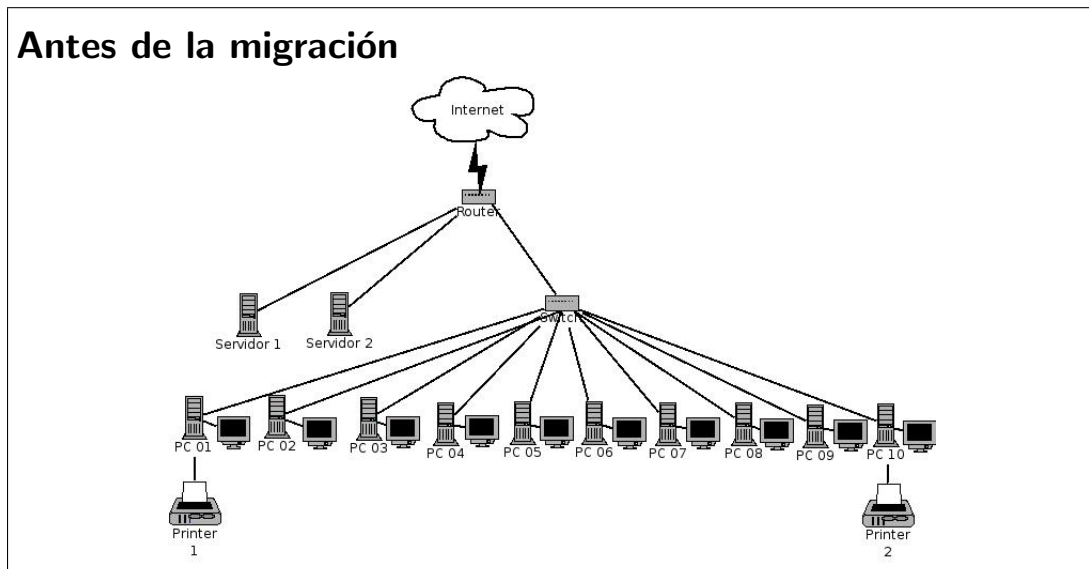 Antes de la migración
Internet
Router
Servidor 1
Servidor 2
Switch
PC 01
PC 02
PC 03
PC 04
PC 05
PC 06
PC 07
PC 08
PC 09
PC 10
Printer
1
Printer
2